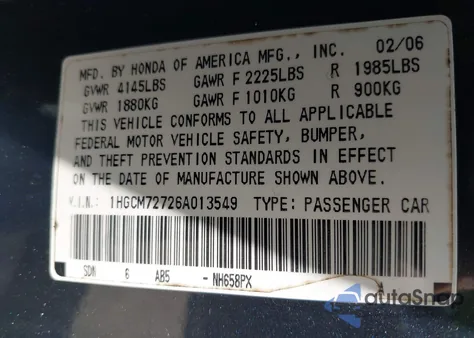 MFD. BY HONDA OF AMERICA MFG., INC. 02/06
GVWR 4145LBS GAWR F 2225LBS R 1985LBS
GVWR 1880KG GAWR F 1010KG R 900KG
THIS VEHICLE CONFORMS TO ALL APPLICABLE
FEDERAL MOTOR VEHICLE SAFETY, BUMPER,
AND THEFT PREVENTION STANDARDS IN EFFECT
ON THE DATE OF MANUFACTURE SHOWN ABOVE.
V.I.N.: 1HGCM72726A013549 TYPE: PASSENGER CAR
SDN 6 AB5 - NH658PX
autoSnap